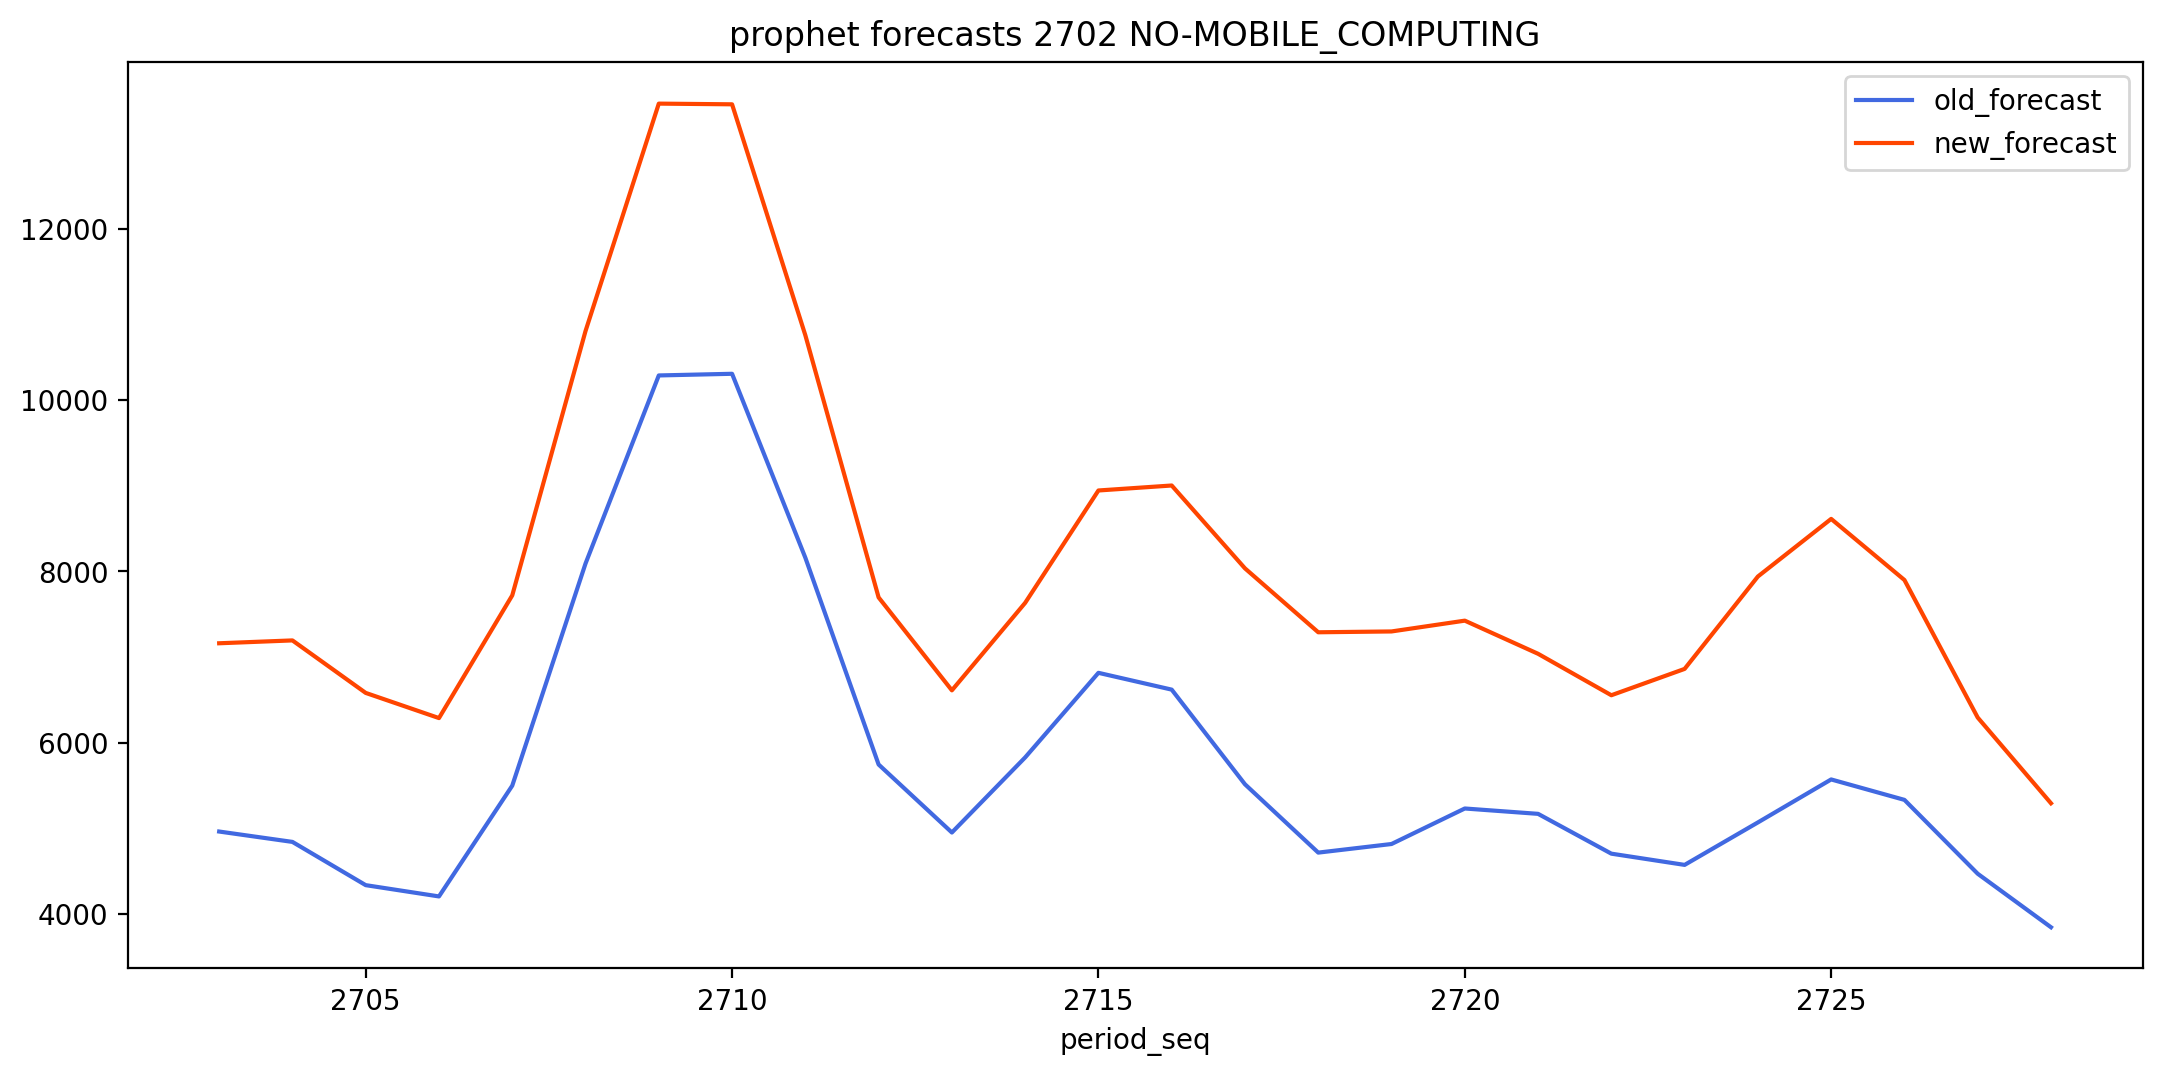 prophet forecasts 2702 NO-MOBILE_COMPUTING
old_forecast
new_forecast
12000
10000
8000
6000
4000
2705 2710 2715 2720 2725
period_seq